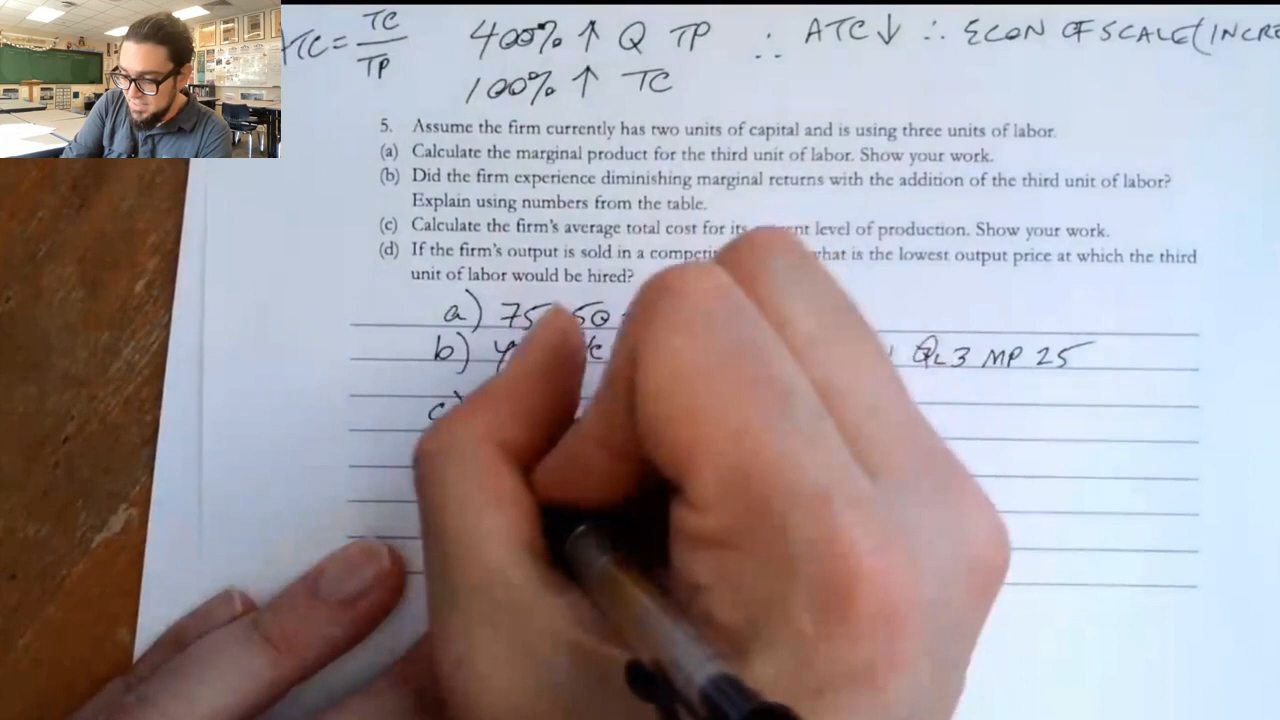 TC = TC/TP 400% ↑ Q TP ∴ ATC ↓ ∴ ECON OF SCALE (INCRE
100% ↑ TC
5. Assume the firm currently has two units of capital and is using three units of labor.
(a) Calculate the marginal product for the third unit of labor. Show your work.
(b) Did the firm experience diminishing marginal returns with the addition of the third unit of labor?
Explain using numbers from the table.
(c) Calculate the firm's average total cost for its level of production. Show your work.
(d) If the firm's output is sold in a what is the lowest output price at which the third
unit of labor would be hired?
a) 75 50
b) QL3 MP 25
c)